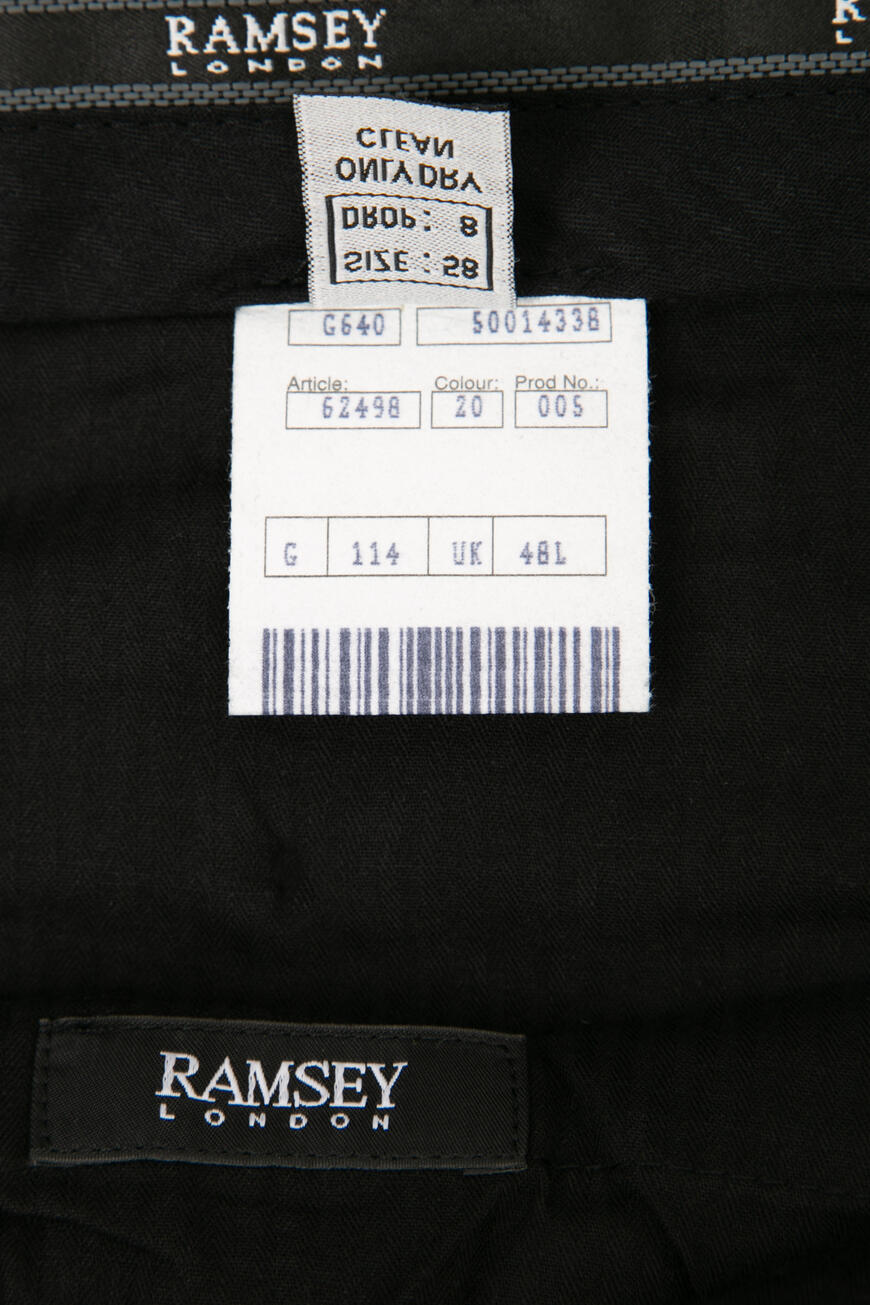 RAMSEY
LONDON
R
L
CLEAN
ONLY DRY
DROP: 8
SIZE: 58
G640 50014338
Article: Colour: Prod No.:
62498 20 005
G 114 UK 48L
RAMSEY
LONDON